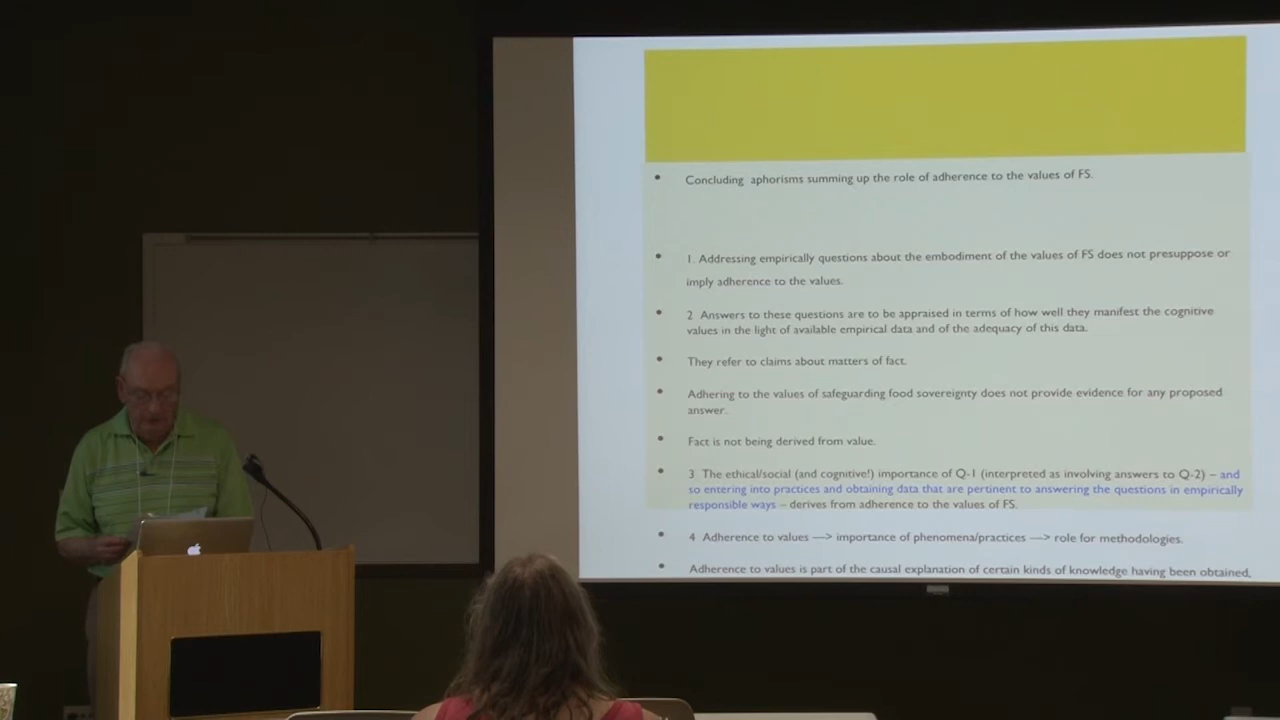 Concluding aphorisms summing up the role of adherence to the values of FS.
1. Addressing empirically questions about the embodiment of the values of FS does not presuppose or
imply adherence to the values.
2 Answers to these questions are to be appraised in terms of how well they manifest the cognitive
values in the light of available empirical data and of the adequacy of this data.
They refer to claims about matters of fact.
Adhering to the values of safeguarding food sovereignty does not provide evidence for any proposed
answer.
Fact is not being derived from value.
3 The ethical/social (and cognitive!) importance of Q-1 (interpreted as involving answers to Q-2) – and
so entering into practices and obtaining data that are pertinent to answering the questions in empirically
responsible ways – derives from adherence to the values of FS.
4 Adherence to values —> importance of phenomena/practices —> role for methodologies.
Adherence to values is part of the causal explanation of certain kinds of knowledge having been obtained,